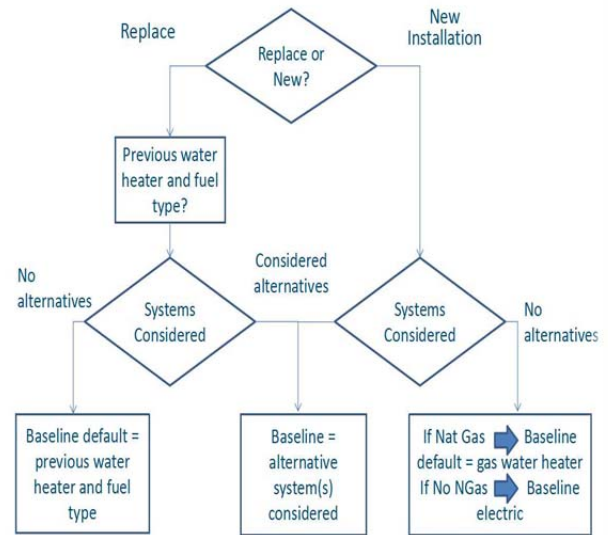 Replace
New
Installation
Replace or
New?
Previous water
heater and fuel
type?
No
alternatives
Considered
alternatives
Systems
Considered
Systems
Considered
No
alternatives
Baseline default =
previous water
heater and fuel
type
Baseline =
alternative
system(s)
considered
If Nat Gas Baseline
default = gas water heater
If No NGas Baseline
electric